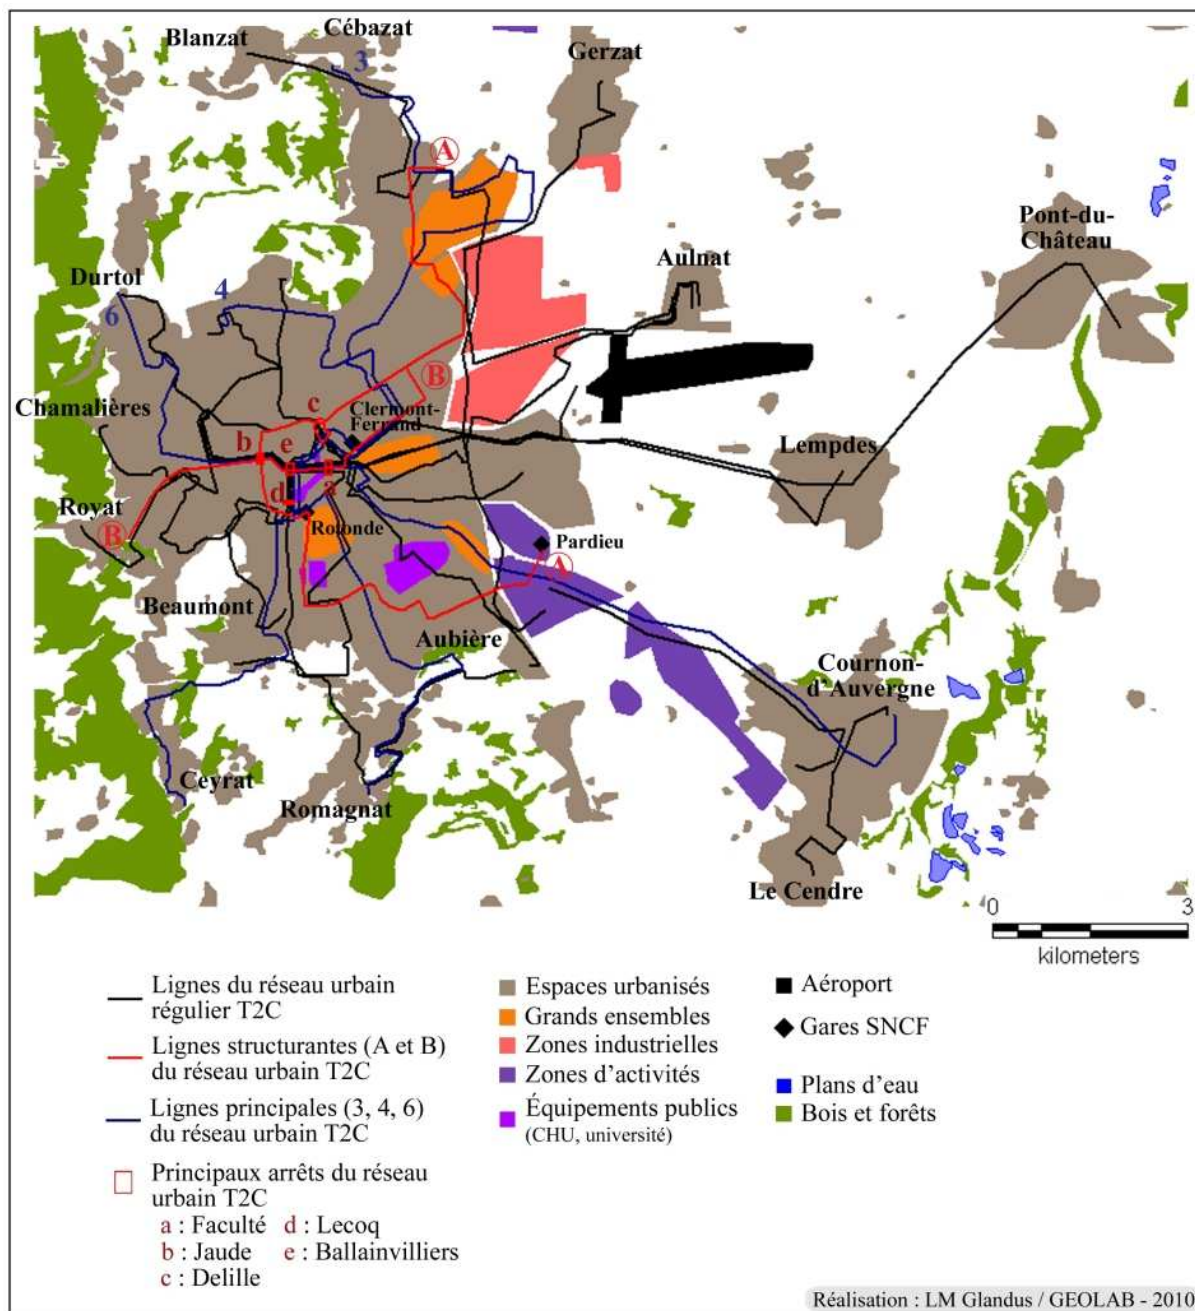 Cébazat
Blanzat
3
Gerzat
A
Pont-du-
Château
Aulnat
Durtol
4
6
B
Chamalières
c
Clermont-
Ferrand
b
e
a
Lempdes
d
Royat
B
Rotonde
Pardieu
A
Beaumont
Aubière
Cournon-
d'Auvergne
Ceyrat
Romagnat
Le Cendre
0 3
kilometers
Lignes du réseau urbain
régulier T2C
Lignes structurantes (A et B)
du réseau urbain T2C
Lignes principales (3, 4, 6)
du réseau urbain T2C
Principaux arrêts du réseau
urbain T2C
a : Faculté d : Lecoq
b : Jaude e : Ballainvilliers
c : Delille
Espaces urbanisés
Grands ensembles
Zones industrielles
Zones d'activités
Équipements publics
(CHU, université)
Aéroport
Gares SNCF
Plans d'eau
Bois et forêts
Réalisation : LM Glandus / GEOLAB - 2010